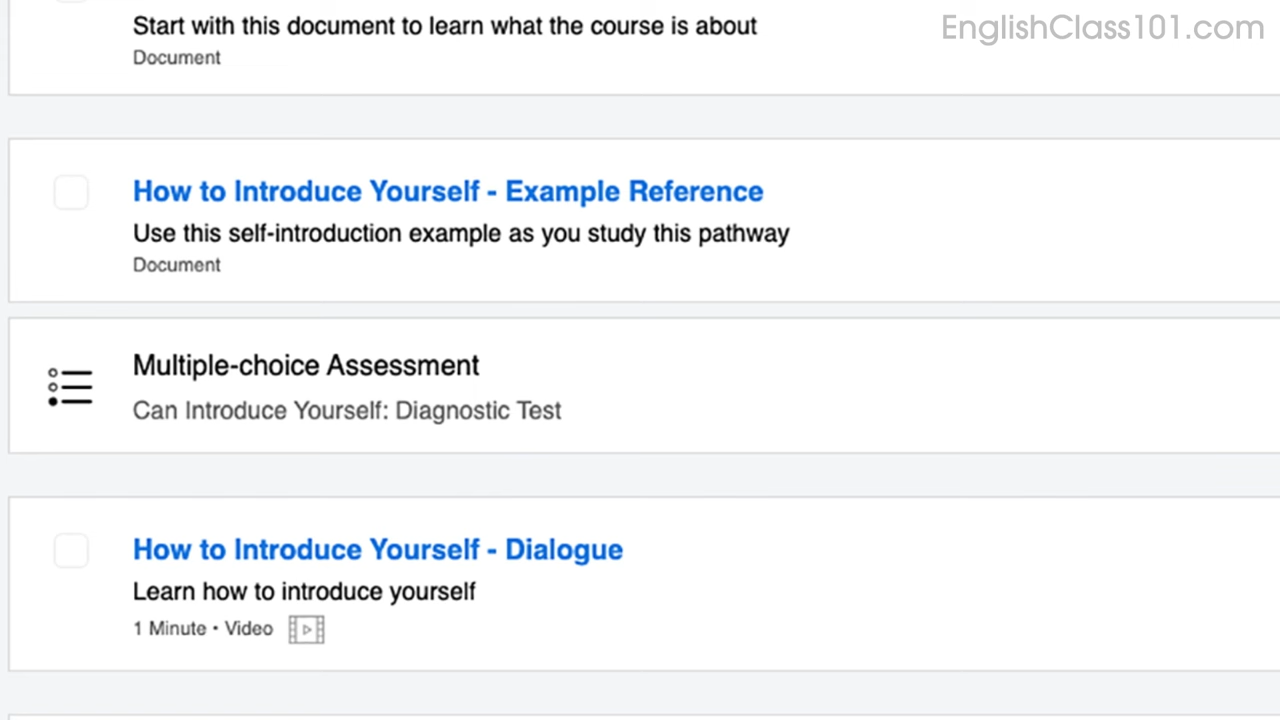 Start with this document to learn what the course is about
EnglishClass101.com
Document
How to Introduce Yourself - Example Reference
Use this self-introduction example as you study this pathway
Document
Multiple-choice Assessment
Can Introduce Yourself: Diagnostic Test
How to Introduce Yourself - Dialogue
Learn how to introduce yourself
1 Minute • Video